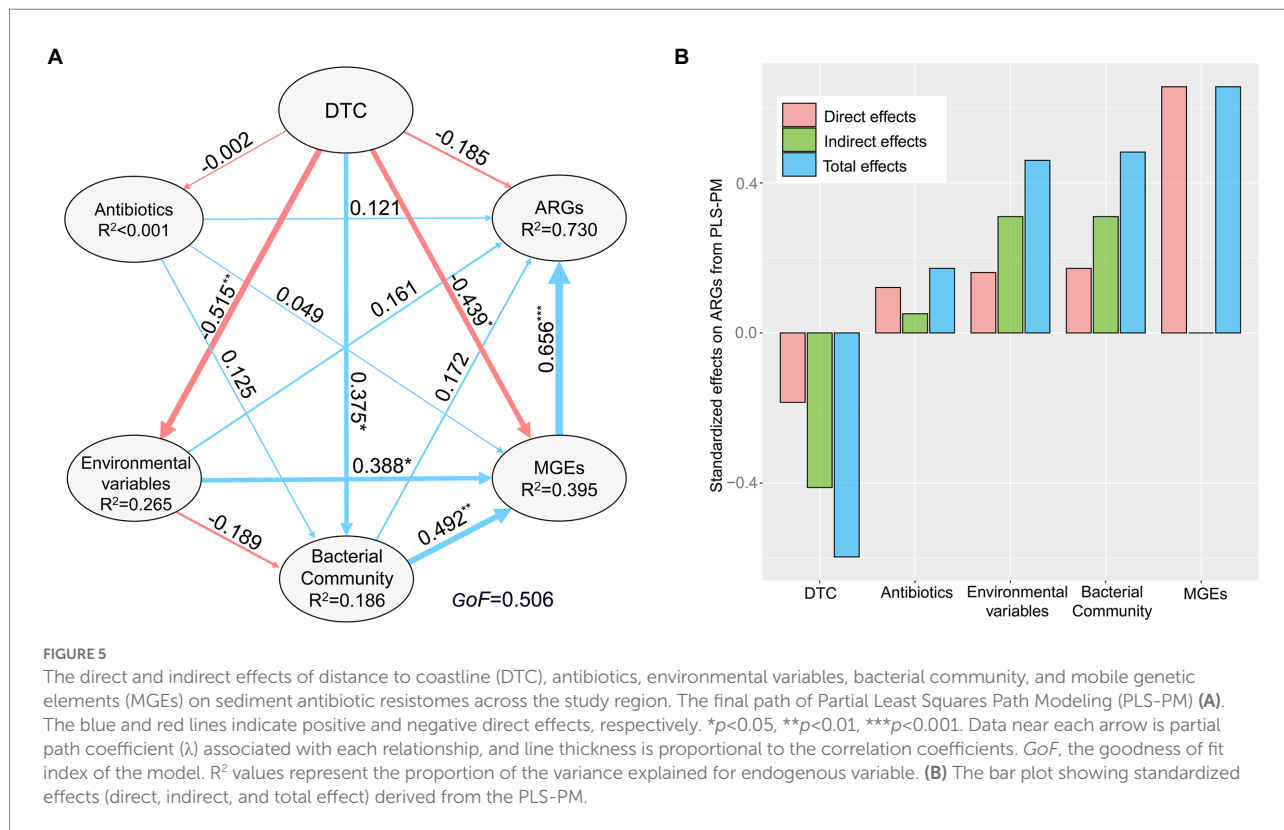 A
DTC
-0.002
-0.185
Antibiotics
R²<0.001
0.121
ARGs
R²=0.730
-0.515**
0.049
0.161
-0.439*
0.125
0.375*
0.172
0.656***
Environmental
variables
R²=0.265
0.388*
MGEs
R²=0.395
-0.189
0.492**
Bacterial
Community
R²=0.186
GoF=0.506
B
Standardized effects on ARGs from PLS-PM
Direct effects
Indirect effects
Total effects
0.4
0.0
−0.4
DTC
Antibiotics
Environmental
variables
Bacterial
Community
MGEs
FIGURE 5
The direct and indirect effects of distance to coastline (DTC), antibiotics, environmental variables, bacterial community, and mobile genetic
elements (MGEs) on sediment antibiotic resistomes across the study region. The final path of Partial Least Squares Path Modeling (PLS-PM) (A).
The blue and red lines indicate positive and negative direct effects, respectively. *p<0.05, **p<0.01, ***p<0.001. Data near each arrow is partial
path coefficient (λ) associated with each relationship, and line thickness is proportional to the correlation coefficients. GoF, the goodness of fit
index of the model. R² values represent the proportion of the variance explained for endogenous variable. (B) The bar plot showing standardized
effects (direct, indirect, and total effect) derived from the PLS-PM.